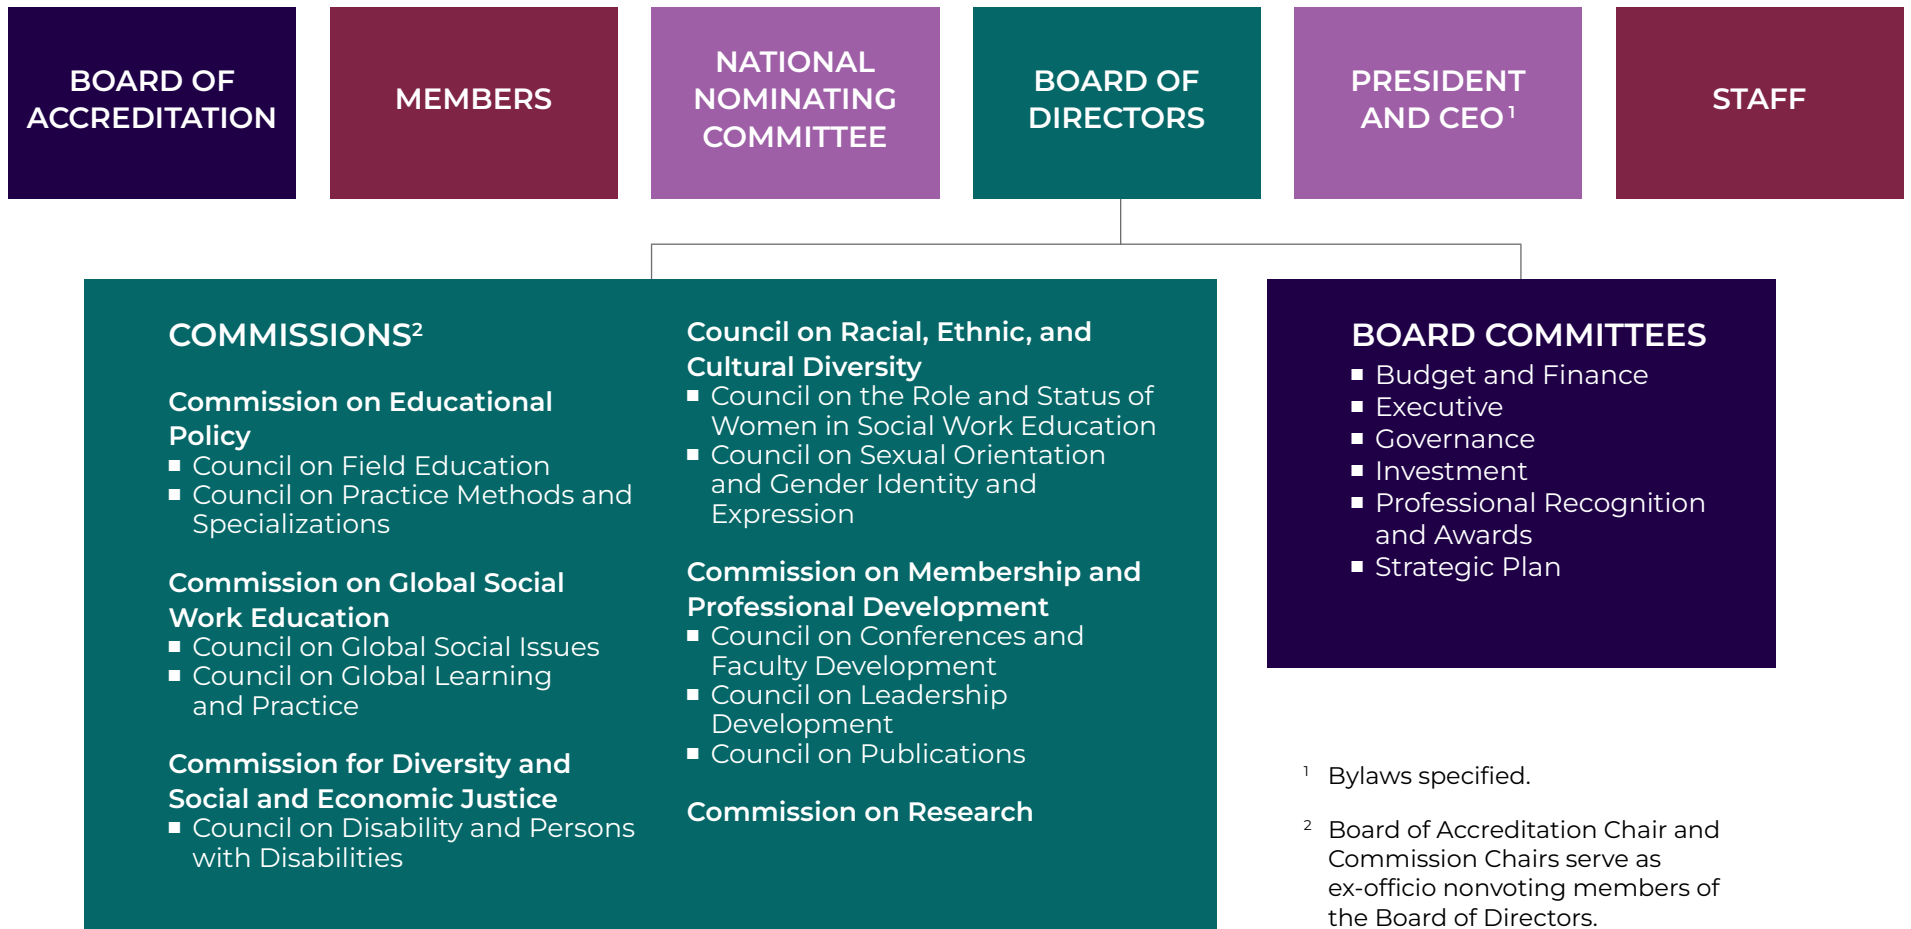 BOARD OF
ACCREDITATION
MEMBERS
NATIONAL
NOMINATING
COMMITTEE
BOARD OF
DIRECTORS
PRESIDENT
AND CEO¹
STAFF
COMMISSIONS²
Commission on Educational
Policy
▪ Council on Field Education
▪ Council on Practice Methods and
Specializations
Commission on Global Social
Work Education
▪ Council on Global Social Issues
▪ Council on Global Learning
and Practice
Commission for Diversity and
Social and Economic Justice
▪ Council on Disability and Persons
with Disabilities
Council on Racial, Ethnic, and
Cultural Diversity
▪ Council on the Role and Status of
Women in Social Work Education
▪ Council on Sexual Orientation
and Gender Identity and
Expression
Commission on Membership and
Professional Development
▪ Council on Conferences and
Faculty Development
▪ Council on Leadership
Development
▪ Council on Publications
Commission on Research
BOARD COMMITTEES
▪ Budget and Finance
▪ Executive
▪ Governance
▪ Investment
▪ Professional Recognition
and Awards
▪ Strategic Plan
¹ Bylaws specified.
² Board of Accreditation Chair and
Commission Chairs serve as
ex-officio nonvoting members of
the Board of Directors.